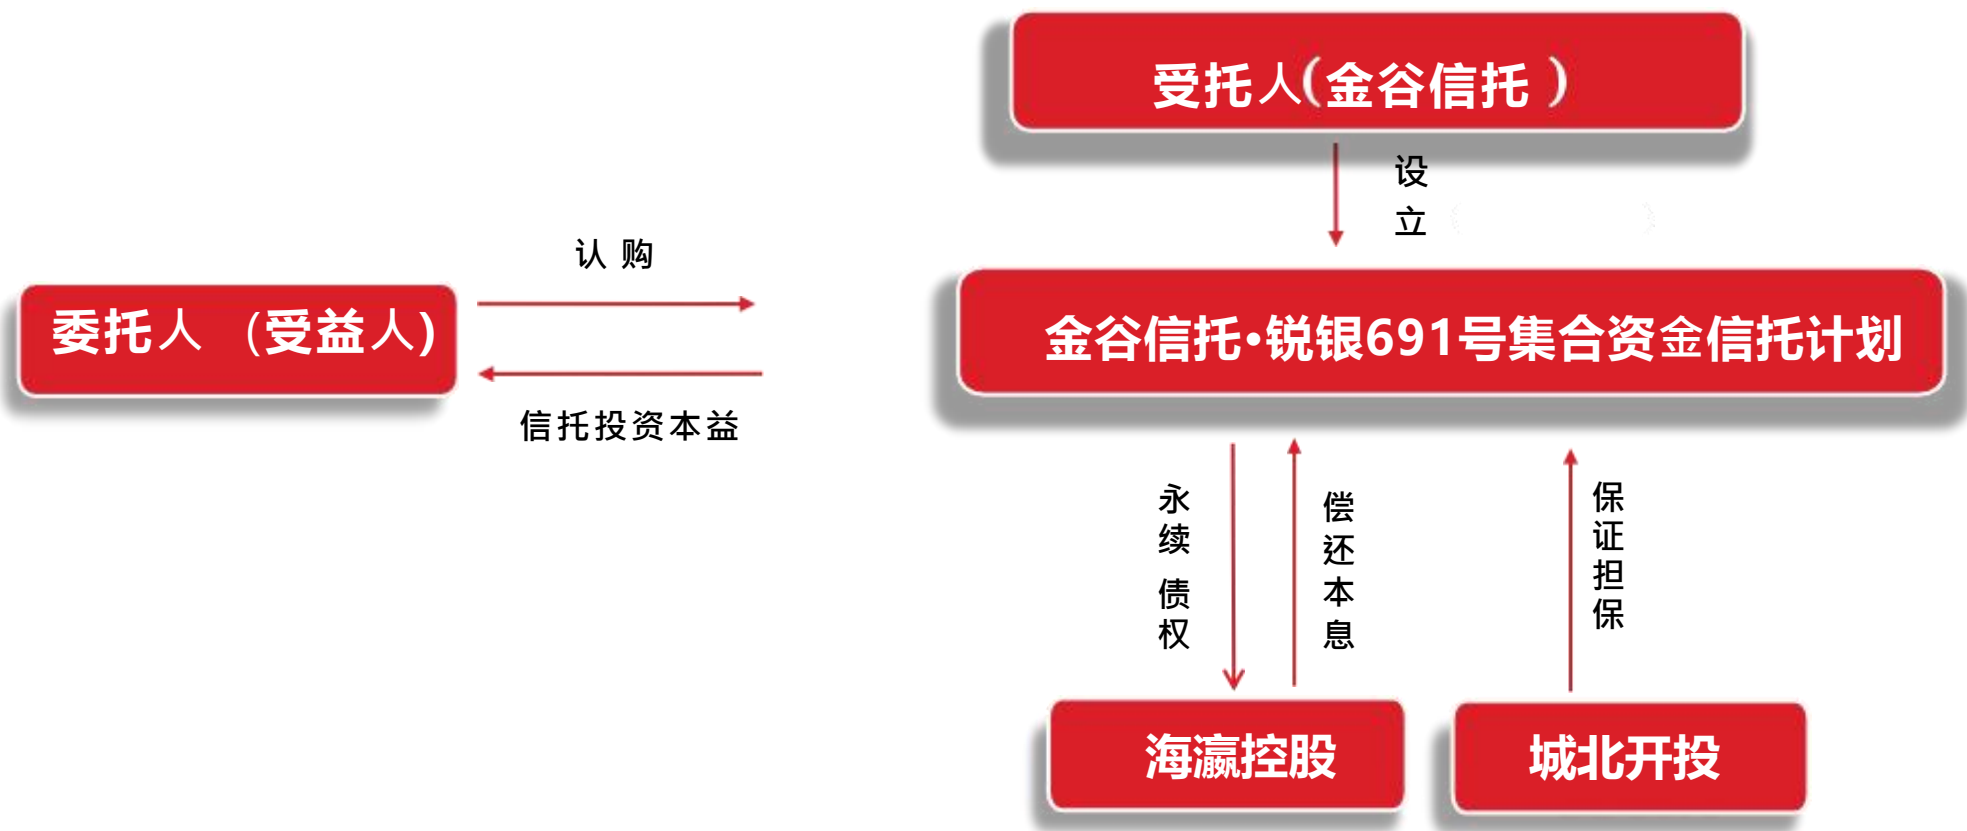 受托人(金谷信托 )
设
立
认 购
委托人 (受益人)
金谷信托•锐银691号集合资金信托计划
信托投资本益
永
续
债
权
偿
还
本
息
保
证
担
保
海瀛控股
城北开投